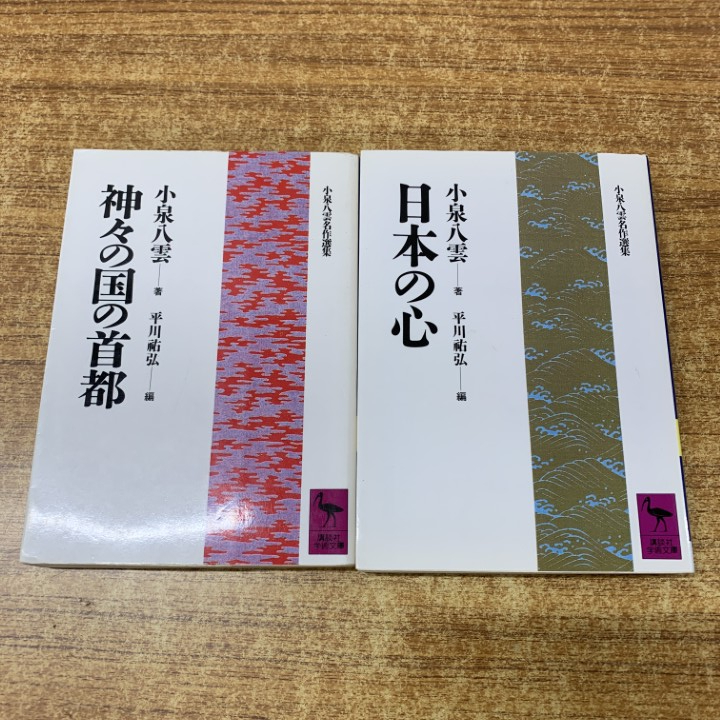 小泉八雲名作選集
小泉八雲――著
平川祐弘――編
神々の国の首都
講談社
学術文庫
小泉八雲名作選集
小泉八雲――著
平川祐弘――編
日本の心
講談社
学術文庫